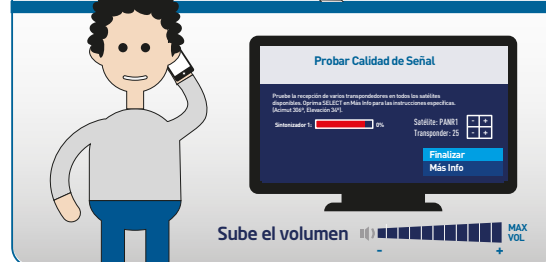 Probar Calidad de Señal
Pruebe la recepción de varios transpondedores en todos los satélites
disponibles. Oprima SELECT en Más Info para las instrucciones específicas.
(Acimut 306º, Elevación 34º).
Sintonizador 1: 0%
Satélite: PANR1 - +
Transponder: 25 - +
Finalizar
Más Info
Sube el volumen
MAX
VOL
- +